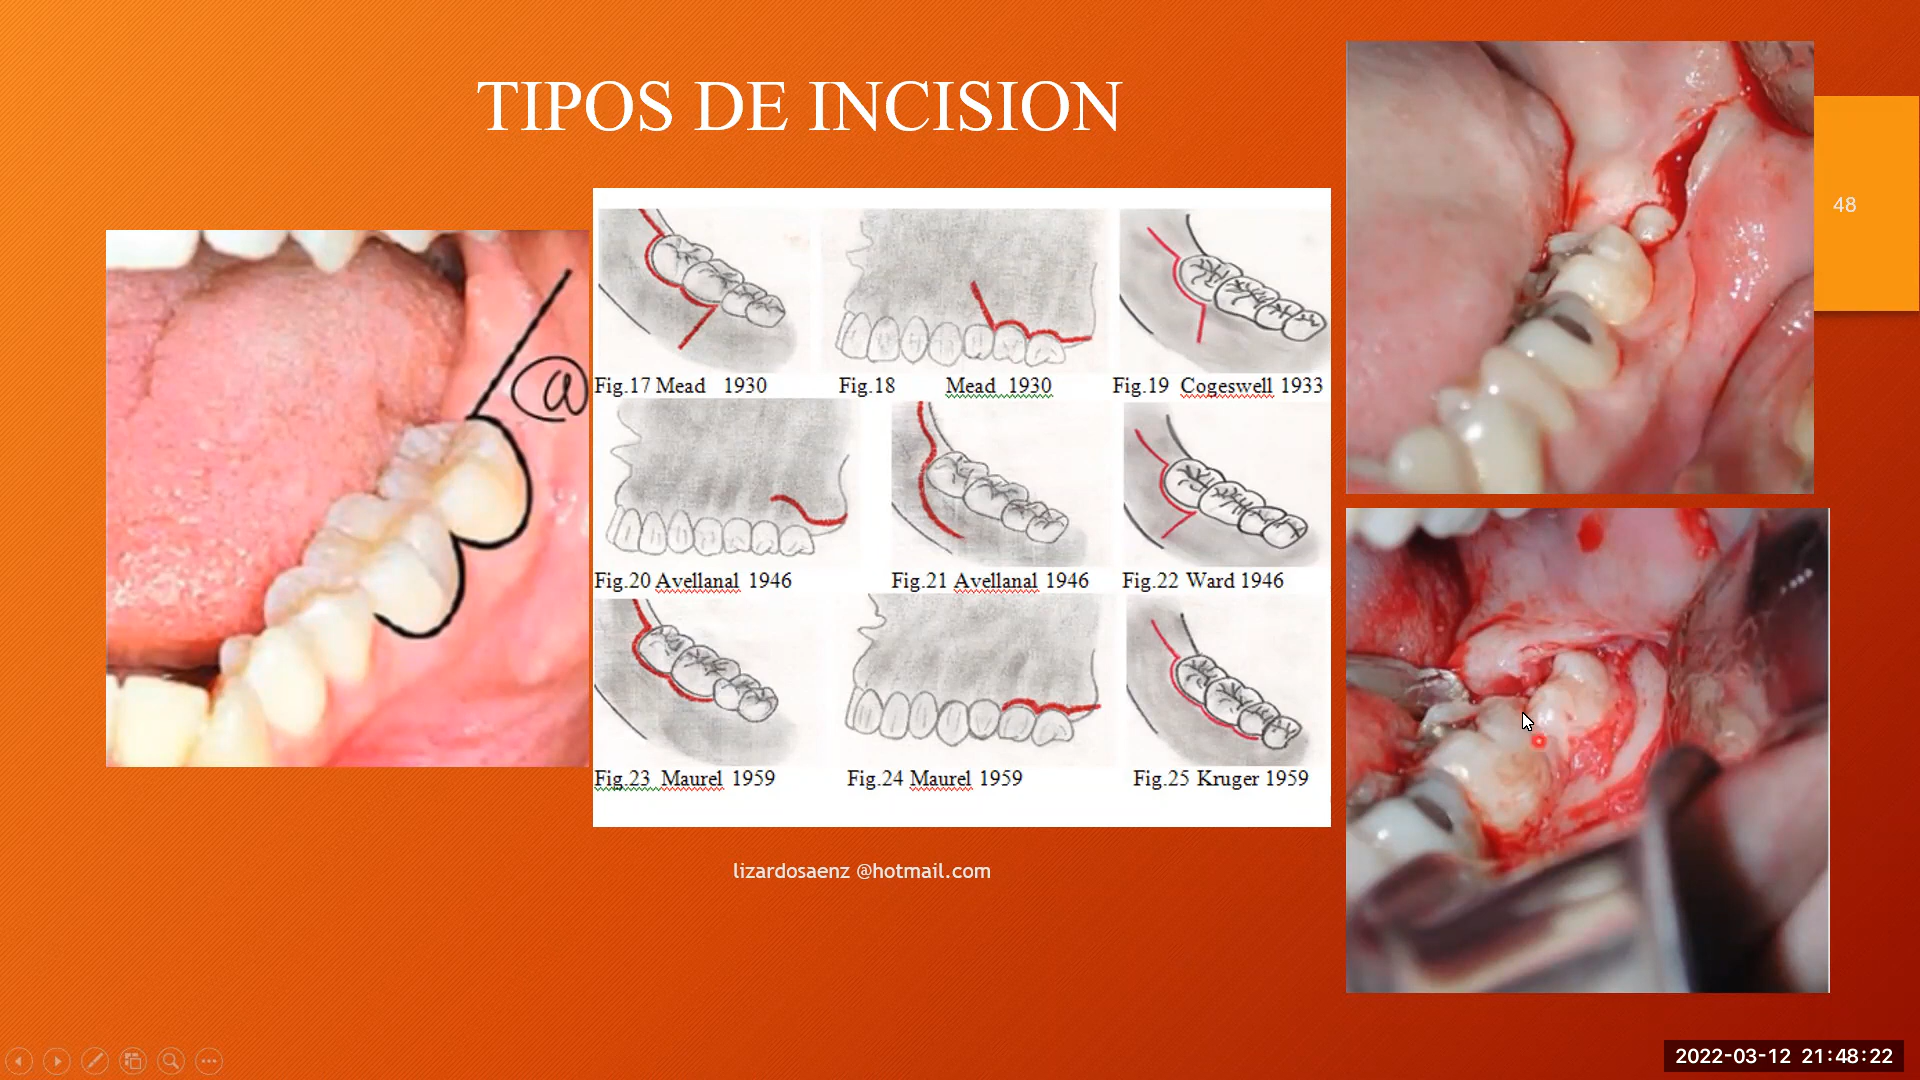 TIPOS DE INCISION
48
a
Fig.17 Mead 1930
Fig.18 Mead 1930
Fig.19 Cogeswell 1933
Fig.20 Avellanal 1946
Fig.21 Avellanal 1946
Fig.22 Ward 1946
Fig.23 Maurel 1959
Fig.24 Maurel 1959
Fig.25 Kruger 1959
lizardosaenz @hotmail.com
2022-03-12 21:48:22